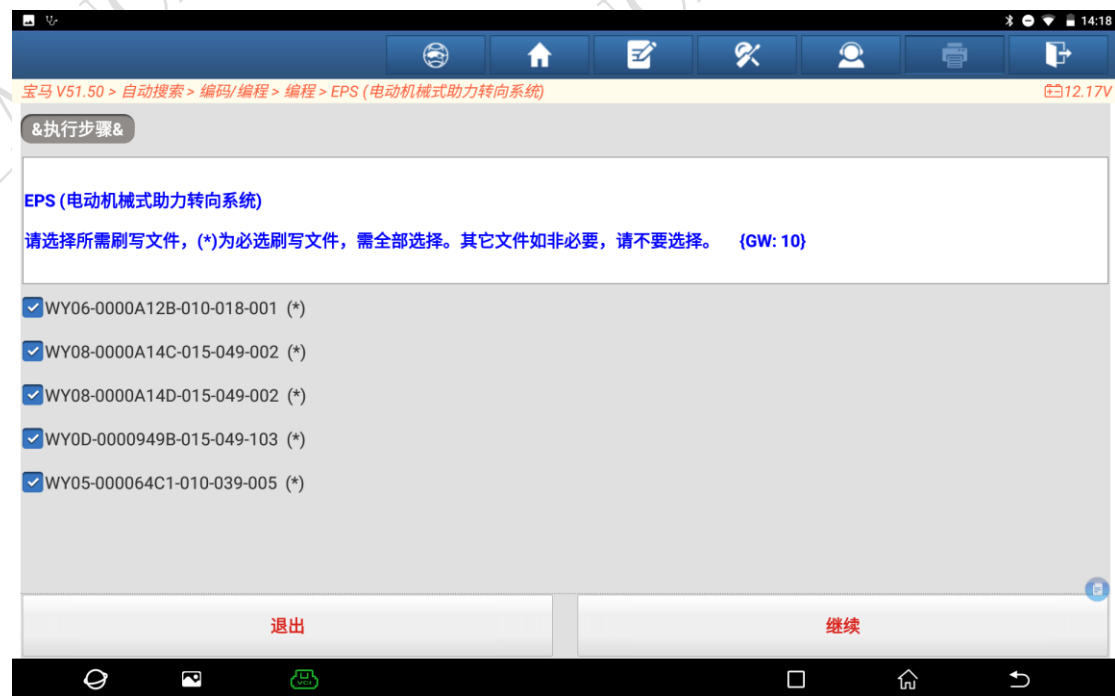 14:18
宝马 V51.50 > 自动搜索 > 编码/编程 > 编程 > EPS (电动机械式助力转向系统)
12.17V
&执行步骤&
EPS (电动机械式助力转向系统)
请选择所需刷写文件，(*)为必选刷写文件，需全部选择。其它文件如非必要，请不要选择。 {GW: 10}
WY06-0000A12B-010-018-001 (*)
WY08-0000A14C-015-049-002 (*)
WY08-0000A14D-015-049-002 (*)
WY0D-0000949B-015-049-103 (*)
WY05-000064C1-010-039-005 (*)
退出
继续
VCI